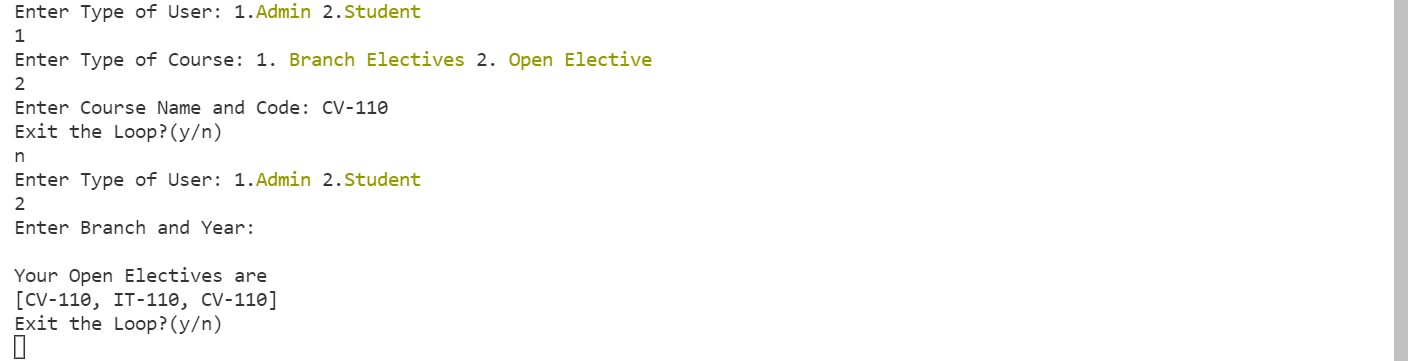 Enter Type of User: 1.Admin 2.Student
1
Enter Type of Course: 1. Branch Electives 2. Open Elective
2
Enter Course Name and Code: CV-110
Exit the Loop?(y/n)
n
Enter Type of User: 1.Admin 2.Student
2
Enter Branch and Year:
Your Open Electives are
[CV-110, IT-110, CV-110]
Exit the Loop?(y/n)